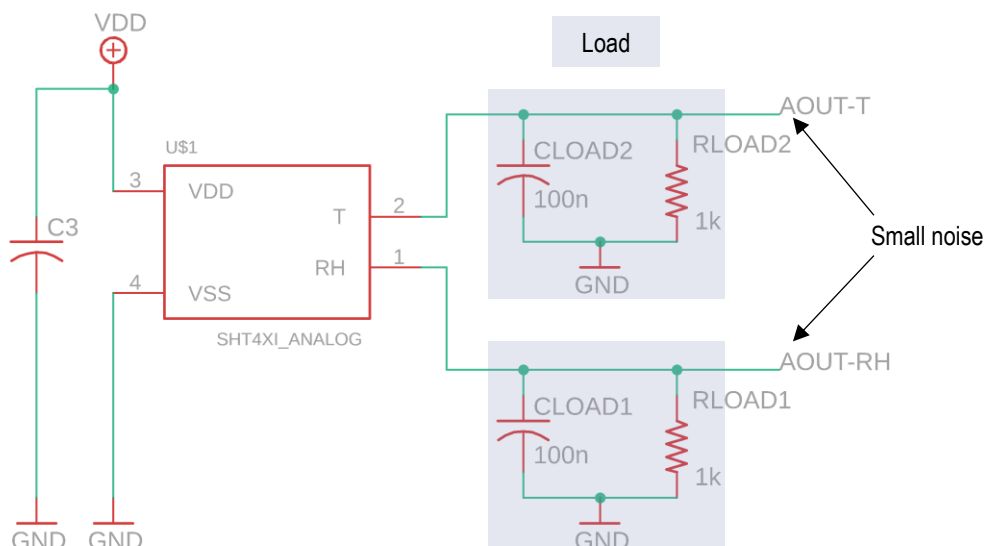 VDD
Load
AOUT-T
U$1
CLOAD2
RLOAD2
3
VDD
100n
T
2
1k
C3
Small noise
RH
1
4
VSS
GND
SHT4XI_ANALOG
AOUT-RH
CLOAD1
RLOAD1
100n
1k
GND
GND
GND